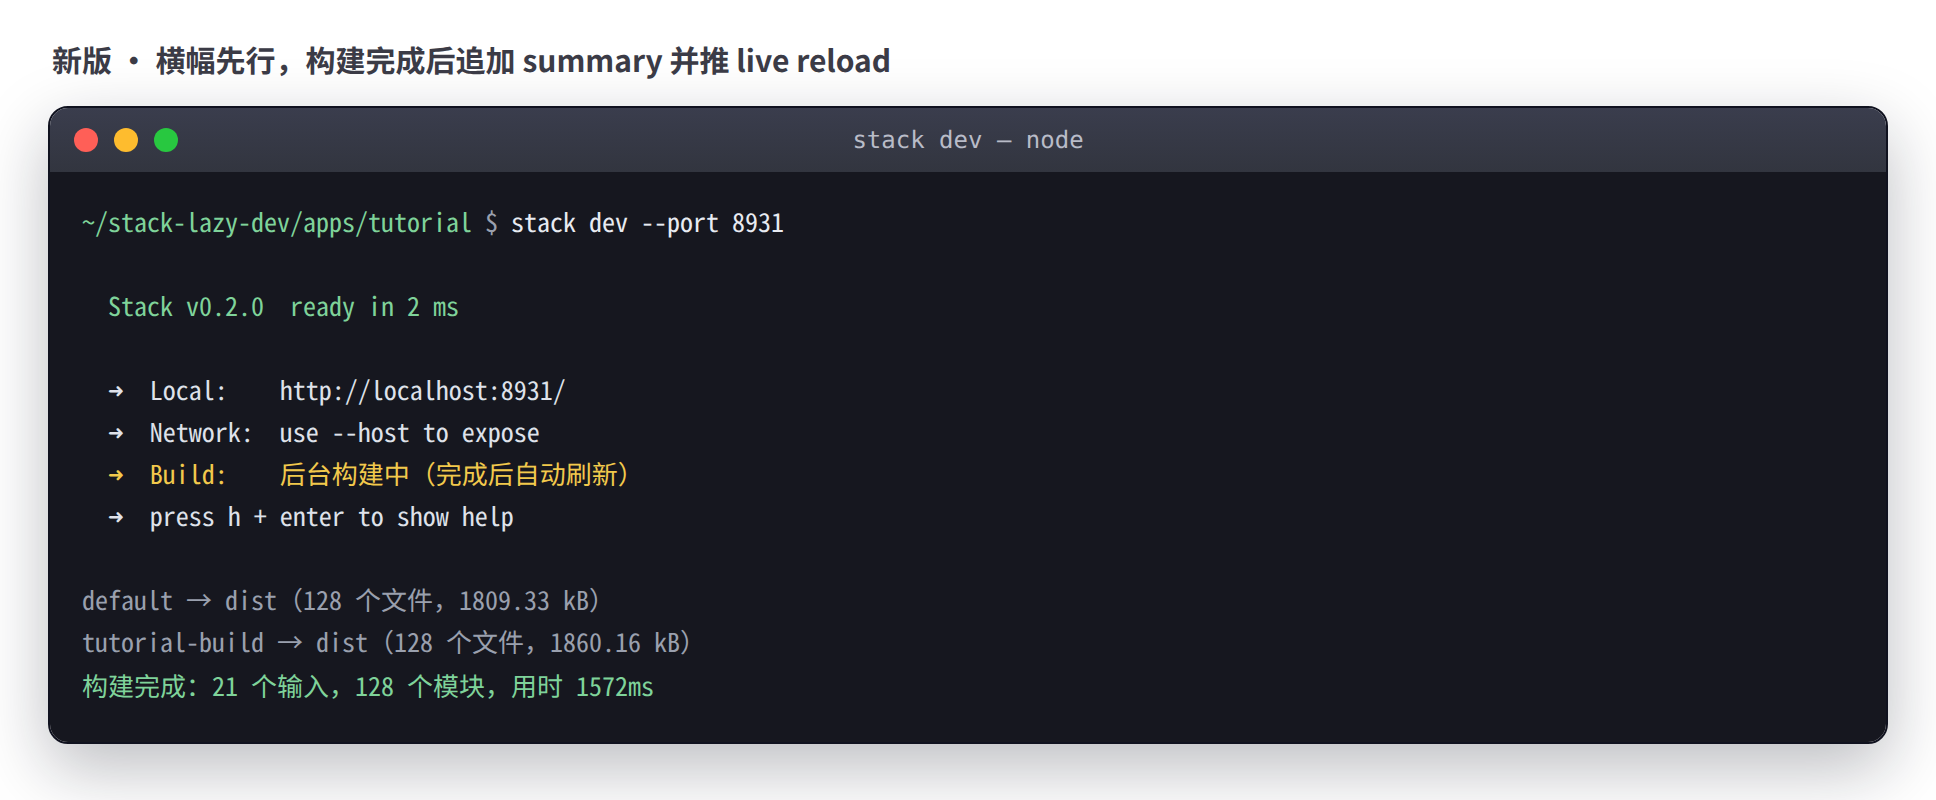 新版 · 横幅先行，构建完成后追加 summary 并推 live reload
stack dev — node
~/stack-lazy-dev/apps/tutorial $ stack dev --port 8931
Stack v0.2.0  ready in 2 ms
➜  Local:    http://localhost:8931/
➜  Network:  use --host to expose
➜  Build:    后台构建中（完成后自动刷新）
➜  press h + enter to show help
default → dist（128 个文件，1809.33 kB）
tutorial-build → dist（128 个文件，1860.16 kB）
构建完成：21 个输入，128 个模块，用时 1572ms